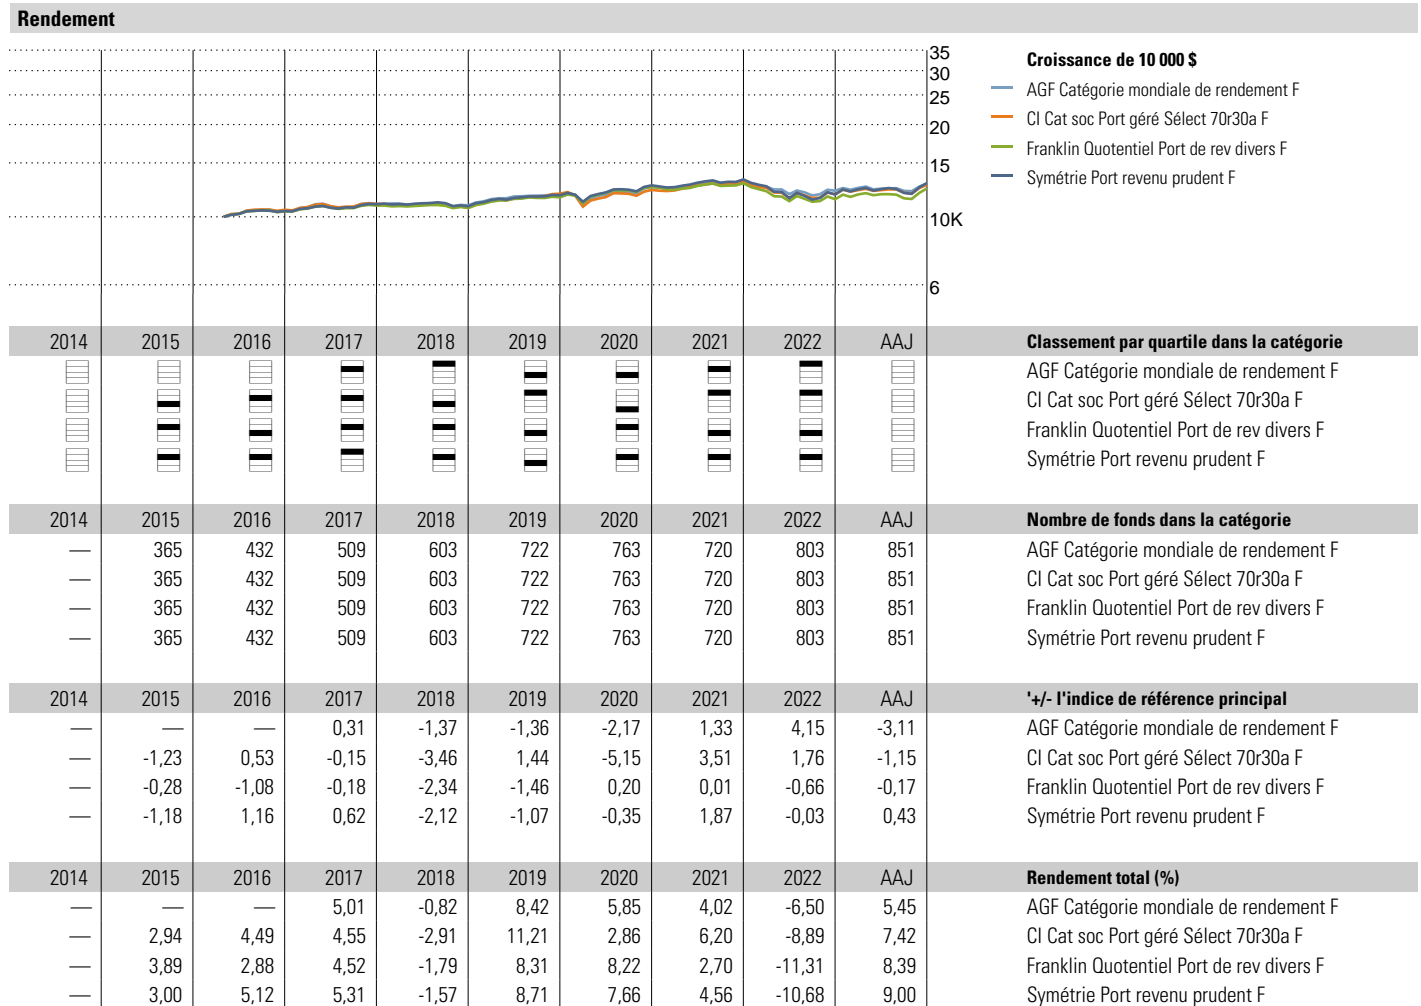 Rendement
35
30
25
20
15
10K
6
Croissance de 10 000 $
AGF Catégorie mondiale de rendement F
CI Cat soc Port géré Sélect 70r30a F
Franklin Quotentiel Port de rev divers F
Symétrie Port revenu prudent F
2014 2015 2016 2017 2018 2019 2020 2021 2022 AAJ Classement par quartile dans la catégorie
AGF Catégorie mondiale de rendement F
CI Cat soc Port géré Sélect 70r30a F
Franklin Quotentiel Port de rev divers F
Symétrie Port revenu prudent F
2014 2015 2016 2017 2018 2019 2020 2021 2022 AAJ Nombre de fonds dans la catégorie
— 365 432 509 603 722 763 720 803 851 AGF Catégorie mondiale de rendement F
— 365 432 509 603 722 763 720 803 851 CI Cat soc Port géré Sélect 70r30a F
— 365 432 509 603 722 763 720 803 851 Franklin Quotentiel Port de rev divers F
— 365 432 509 603 722 763 720 803 851 Symétrie Port revenu prudent F
2014 2015 2016 2017 2018 2019 2020 2021 2022 AAJ '+/- l'indice de référence principal
— — — 0,31 -1,37 -1,36 -2,17 1,33 4,15 -3,11 AGF Catégorie mondiale de rendement F
— -1,23 0,53 -0,15 -3,46 1,44 -5,15 3,51 1,76 -1,15 CI Cat soc Port géré Sélect 70r30a F
— -0,28 -1,08 -0,18 -2,34 -1,46 0,20 0,01 -0,66 -0,17 Franklin Quotentiel Port de rev divers F
— -1,18 1,16 0,62 -2,12 -1,07 -0,35 1,87 -0,03 0,43 Symétrie Port revenu prudent F
2014 2015 2016 2017 2018 2019 2020 2021 2022 AAJ Rendement total (%)
— — — 5,01 -0,82 8,42 5,85 4,02 -6,50 5,45 AGF Catégorie mondiale de rendement F
— 2,94 4,49 4,55 -2,91 11,21 2,86 6,20 -8,89 7,42 CI Cat soc Port géré Sélect 70r30a F
— 3,89 2,88 4,52 -1,79 8,31 8,22 2,70 -11,31 8,39 Franklin Quotentiel Port de rev divers F
— 3,00 5,12 5,31 -1,57 8,71 7,66 4,56 -10,68 9,00 Symétrie Port revenu prudent F